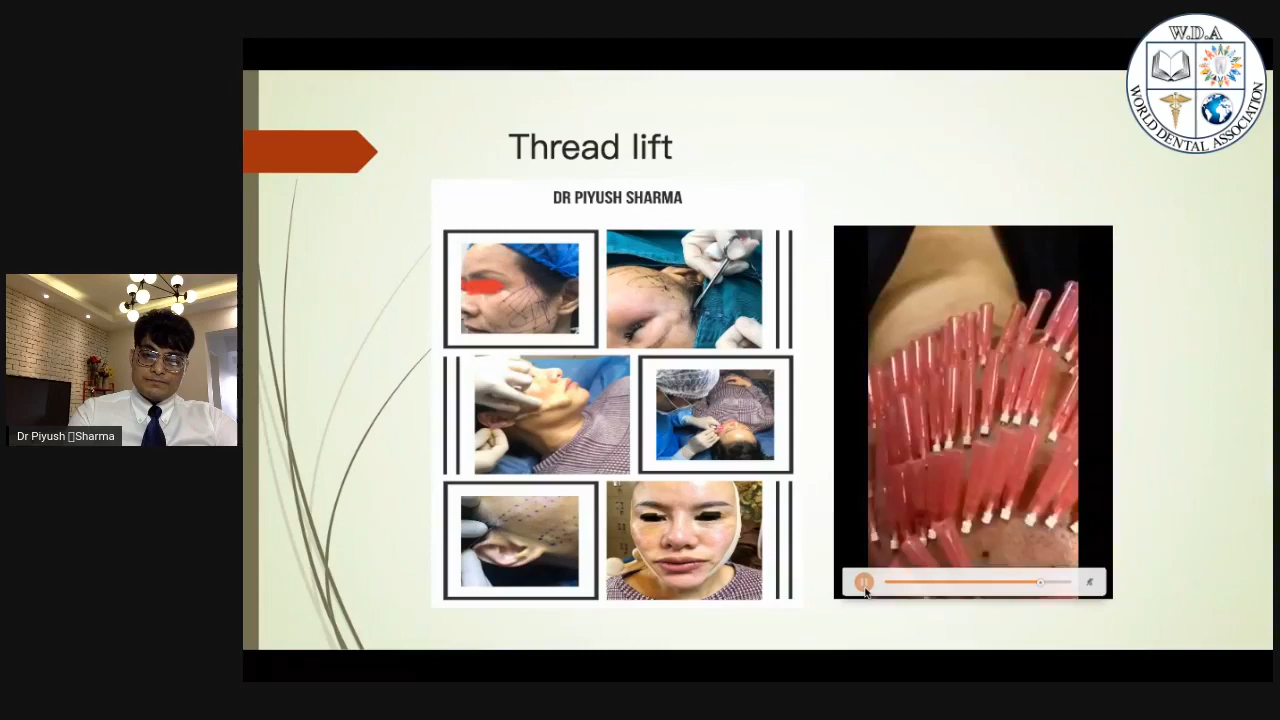 W.D.A
WORLD DENTAL ASSOCIATION
Thread lift
DR PIYUSH SHARMA
Dr Piyush Sharma